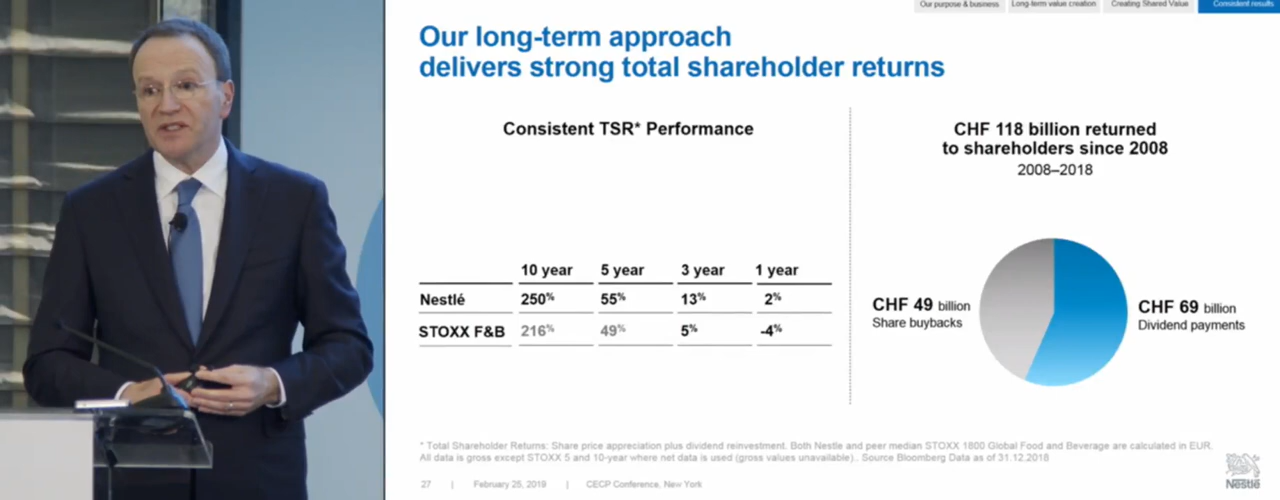 Our purpose & business
Long-term value creation
Creating Shared Value
Consistent results
Our long-term approach
delivers strong total shareholder returns
Consistent TSR* Performance
10 year 5 year 3 year 1 year
Nestlé 250% 55% 13% 2%
STOXX F&B 216% 49% 5% -4%
CHF 118 billion returned
to shareholders since 2008
2008–2018
CHF 49 billion
Share buybacks
CHF 69 billion
Dividend payments
* Total Shareholder Returns: Share price appreciation plus dividend reinvestment. Both Nestle and peer median STOXX 1800 Global Food and Beverage are calculated in EUR.
All data is gross except STOXX 5 and 10-year where net data is used (gross values unavailable).. Source Bloomberg Data as of 31.12.2018
27 | February 25, 2019 | CECP Conference, New York
Nestlé